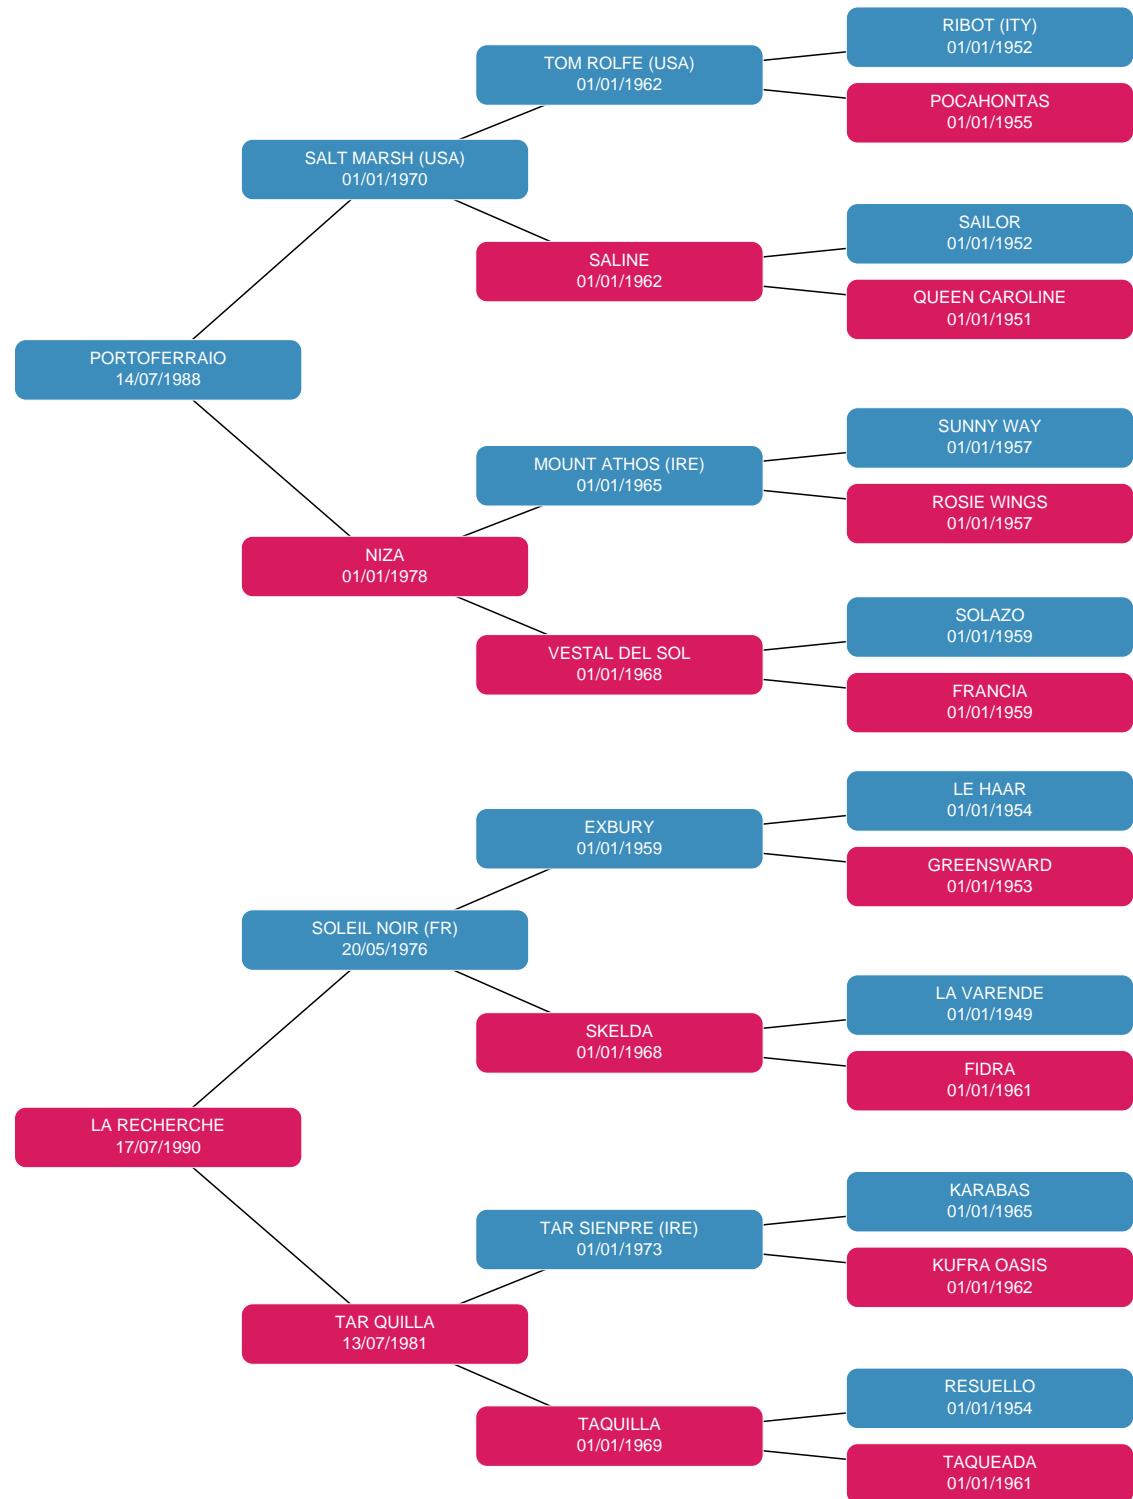 RIBOT (ITY)
01/01/1952
TOM ROLFE (USA)
01/01/1962
POCAHONTAS
01/01/1955
SALT MARSH (USA)
01/01/1970
SAILOR
01/01/1952
SALINE
01/01/1962
QUEEN CAROLINE
01/01/1951
PORTOFERRAIO
14/07/1988
SUNNY WAY
01/01/1957
MOUNT ATHOS (IRE)
01/01/1965
ROSIE WINGS
01/01/1957
NIZA
01/01/1978
SOLAZO
01/01/1959
VESTAL DEL SOL
01/01/1968
FRANCIA
01/01/1959
LE HAAR
01/01/1954
EXBURY
01/01/1959
GREENSWARD
01/01/1953
SOLEIL NOIR (FR)
20/05/1976
LA VARENDE
01/01/1949
SKELDA
01/01/1968
FIDRA
01/01/1961
LA RECHERCHE
17/07/1990
KARABAS
01/01/1965
TAR SIENPRE (IRE)
01/01/1973
KUFRA OASIS
01/01/1962
TAR QUILLA
13/07/1981
RESUELLO
01/01/1954
TAQUILLA
01/01/1969
TAQUEADA
01/01/1961